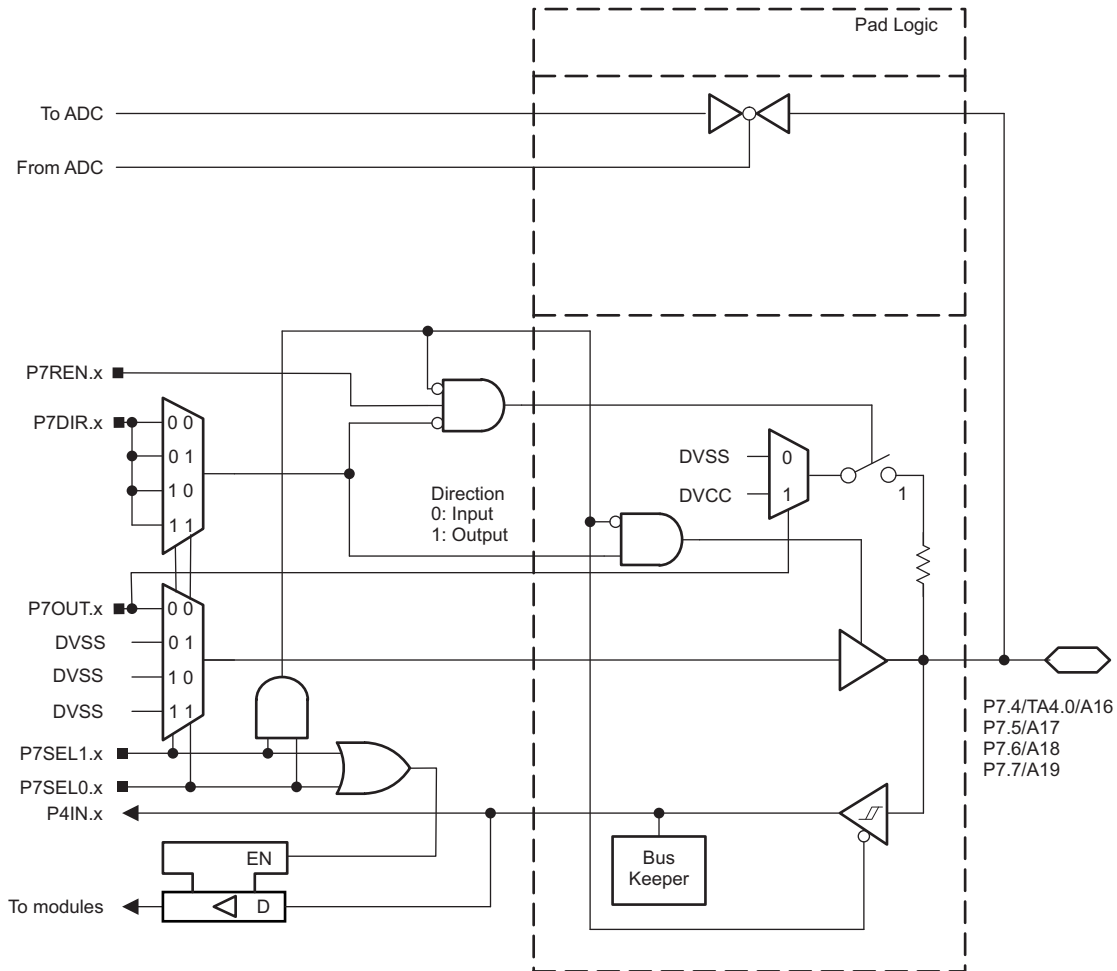 Pad Logic
To ADC
From ADC
P7REN.x
P7DIR.x
0 0
0 1
1 0
1 1
Direction
0: Input
1: Output
DVSS
DVCC
0
1
1
P7OUT.x
DVSS
DVSS
DVSS
0 0
0 1
1 0
1 1
P7SEL1.x
P7SEL0.x
P4IN.x
P7.4/TA4.0/A16
P7.5/A17
P7.6/A18
P7.7/A19
Bus
Keeper
EN
D
To modules